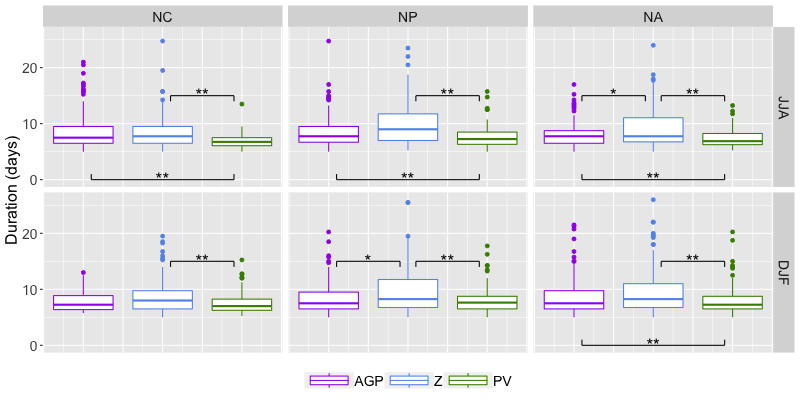 NC NP NA
20
10
0
** ** * **
** ** **
JJA
20
10
0
** * ** **
**
DJF
Duration (days)
AGP Z PV